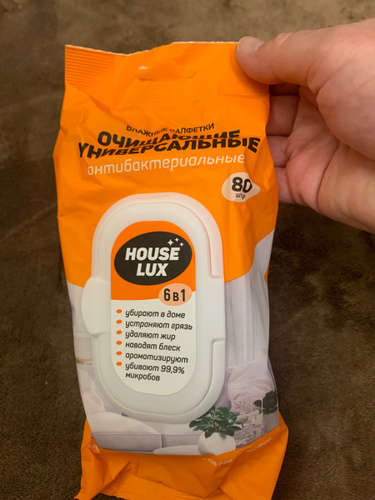 ВЛАЖНЫЕ САЛФЕТКИ
ОЧИЩАЮЩИЕ
УНИВЕРСАЛЬНЫЕ
антибактериальные
80
шт
HOUSE
LUX
6 в 1
убирают в доме
устраняют грязь
удаляют жир
наводят блеск
ароматизируют
убивают 99,9%
микробов